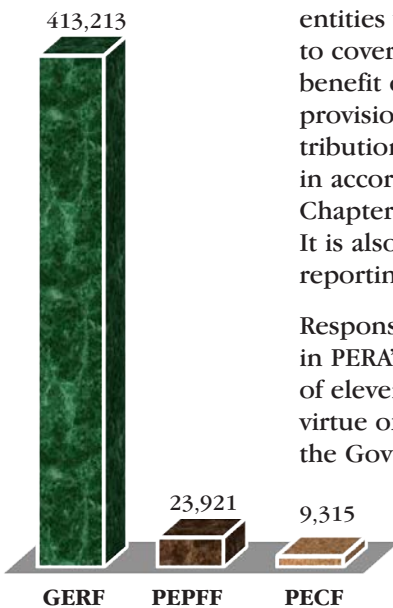 413,213
23,921
9,315
GERF PEPFF PECF
entities
to cover
benefit
provisio
tribution
in accor
Chapter
It is also
reportin
Respons
in PERA'
of eleve
virtue o
the Gov